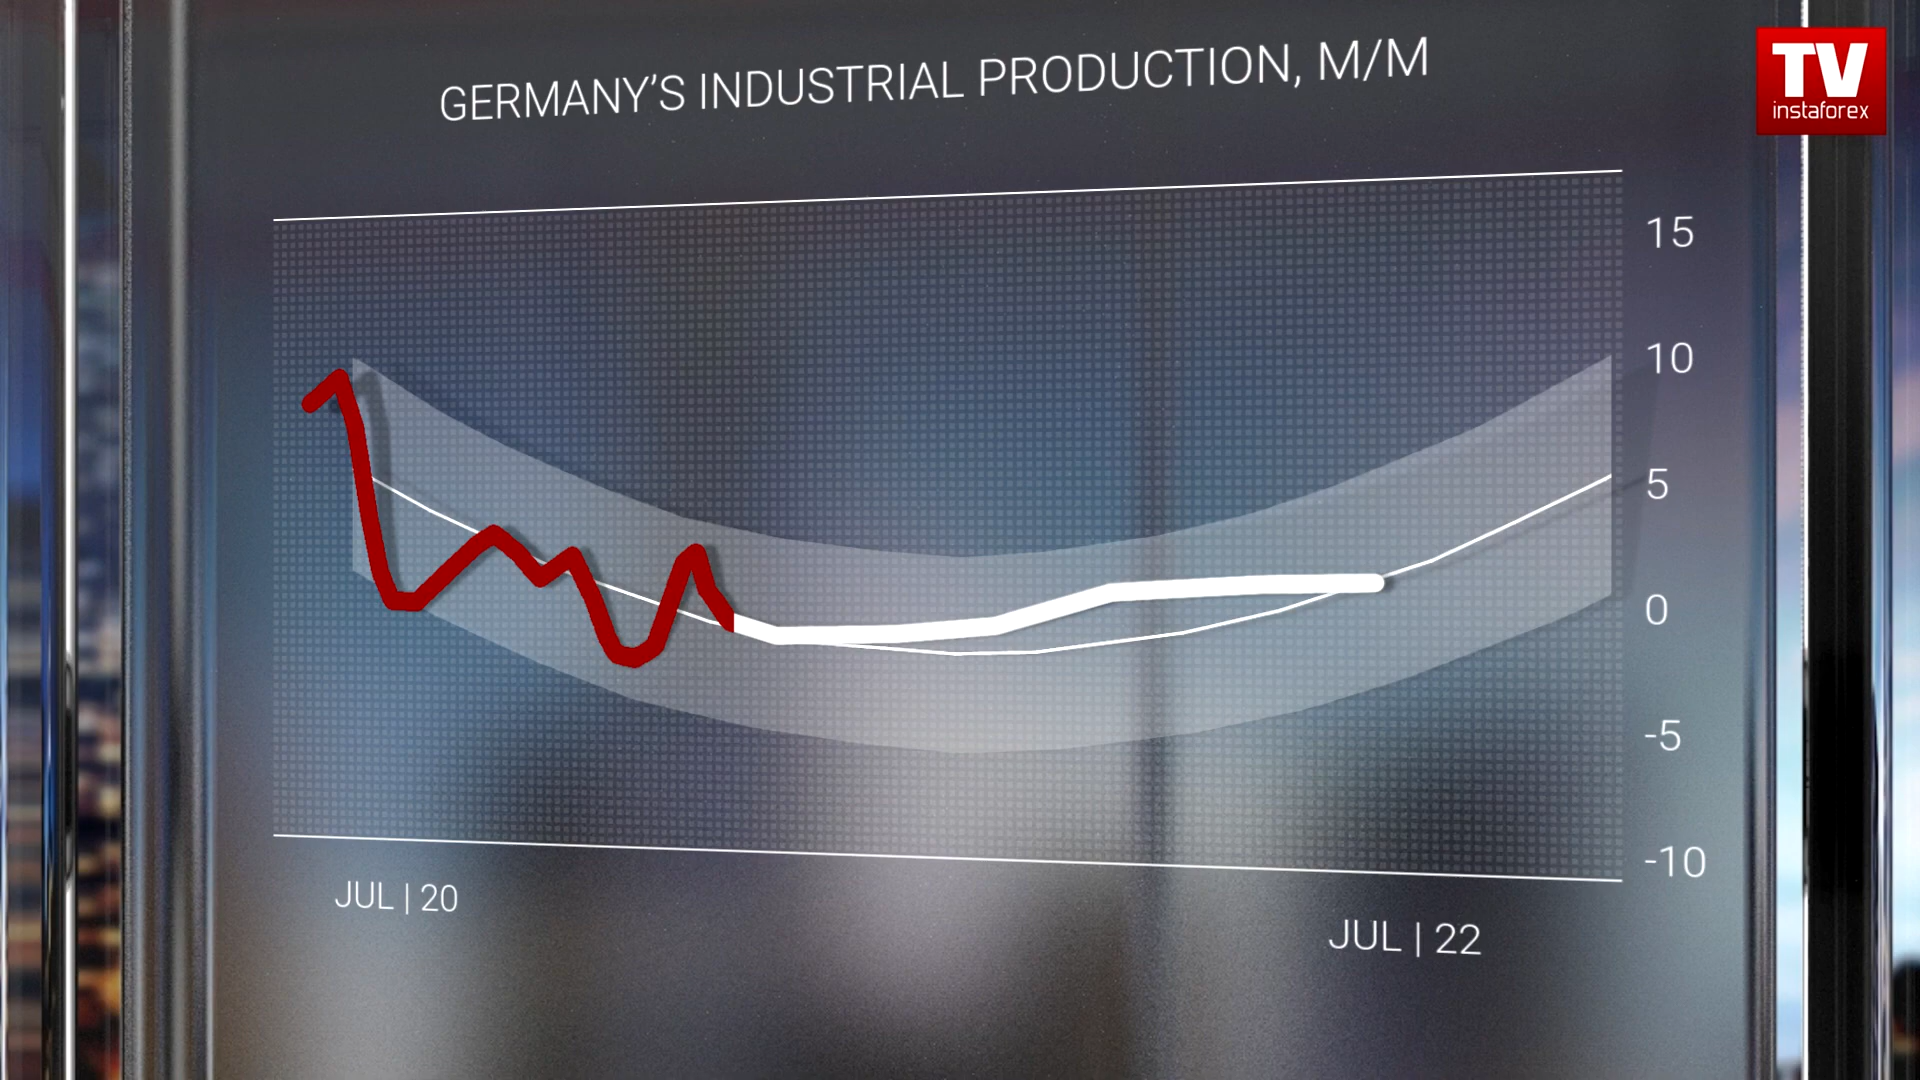 GERMANY'S INDUSTRIAL PRODUCTION, M/M
TV
instaforex
15
10
5
0
-5
-10
JUL | 20
JUL | 22